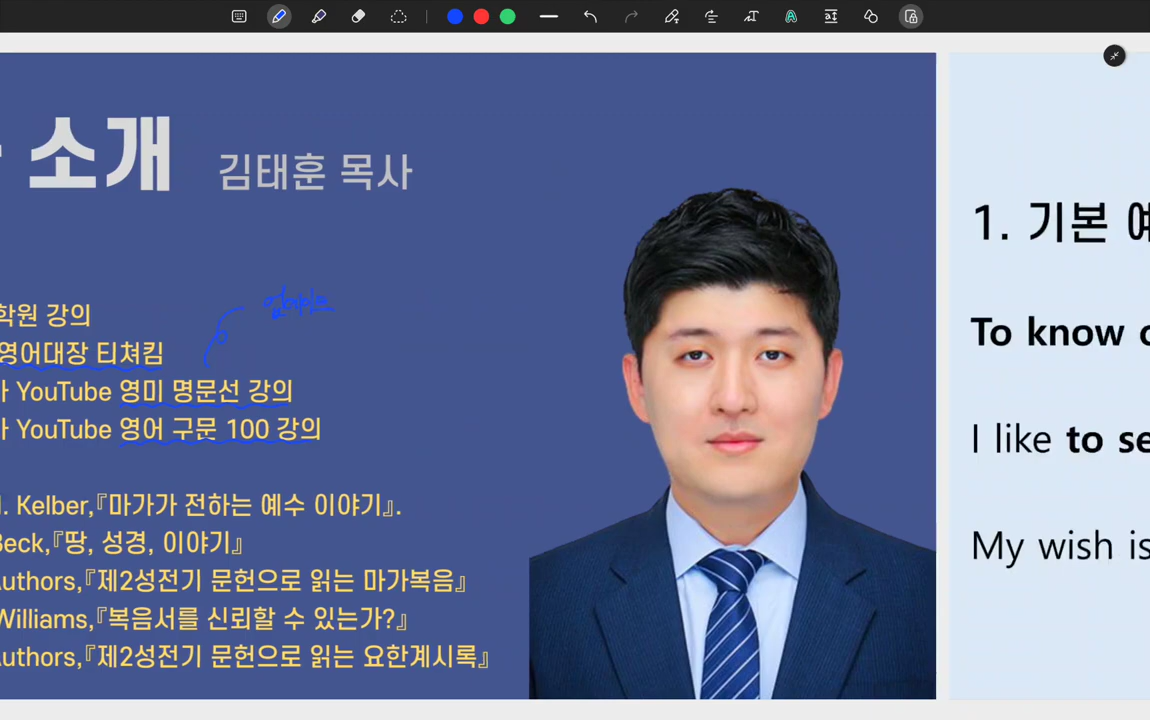 소개 김태훈 목사
학원 강의
영어대장 티쳐킴
YouTube 영미 명문선 강의
YouTube 영어 구문 100 강의
. Kelber,『마가가 전하는 예수 이야기』.
Beck,『땅, 성경, 이야기』
Authors,『제2성전기 문헌으로 읽는 마가복음』
Williams,『복음서를 신뢰할 수 있는가?』
Authors,『제2성전기 문헌으로 읽는 요한계시록』
1. 기본
To know
I like to se
My wish is